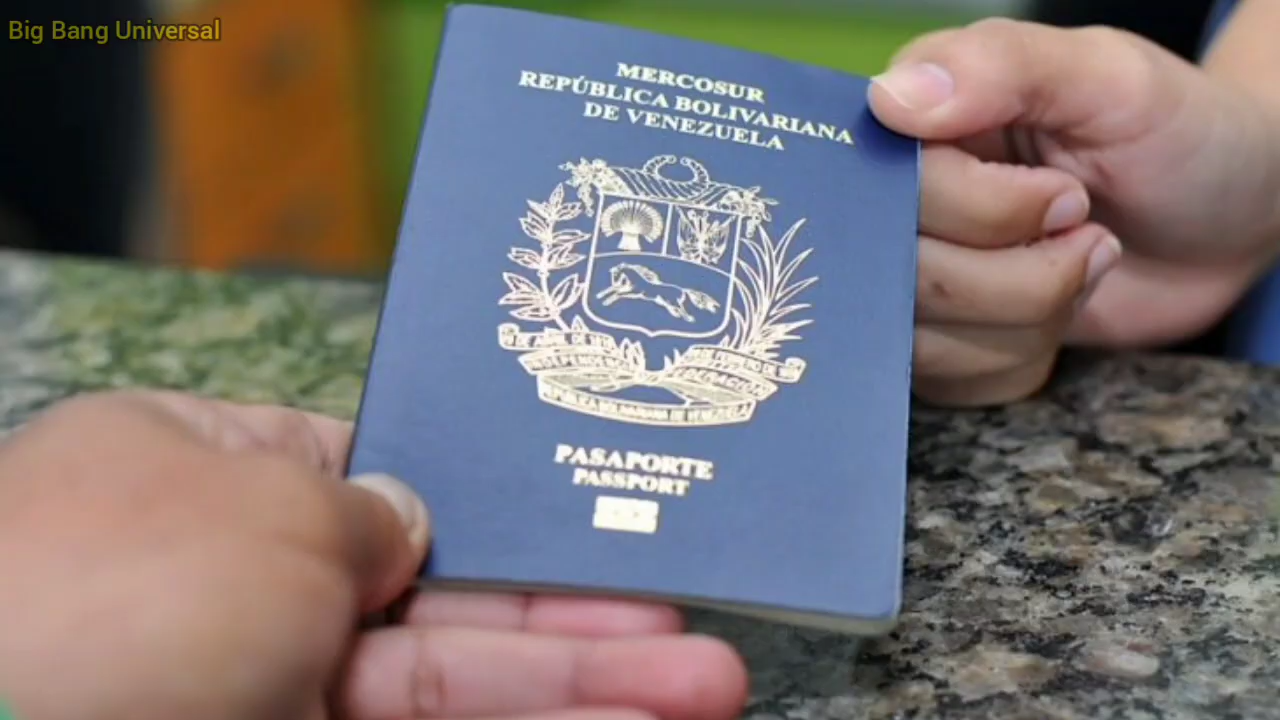 Big Bang Universal
MERCOSUR
REPÚBLICA BOLIVARIANA
DE VENEZUELA
PASAPORTE
PASSPORT